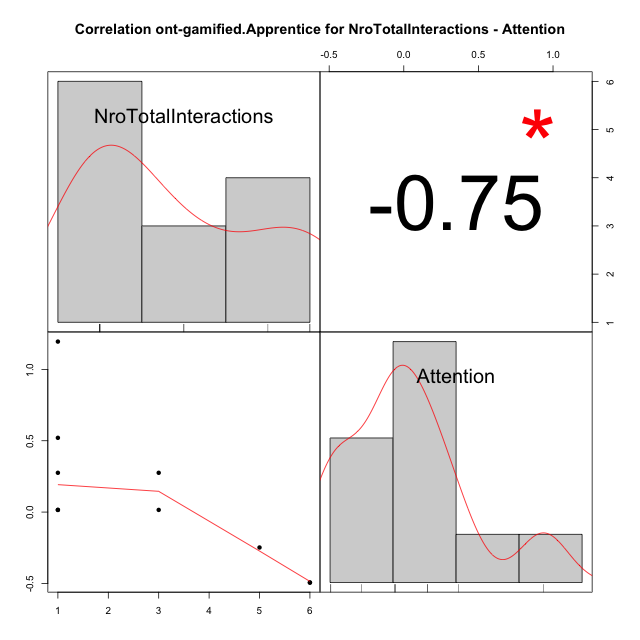 Correlation ont-gamified.Apprentice for NroTotalInteractions - Attention
-0.5 0.0 0.5 1.0
NroTotalInteractions
*
-0.75
6
5
4
3
2
1
1.0
0.5
0.0
-0.5
Attention
1 2 3 4 5 6